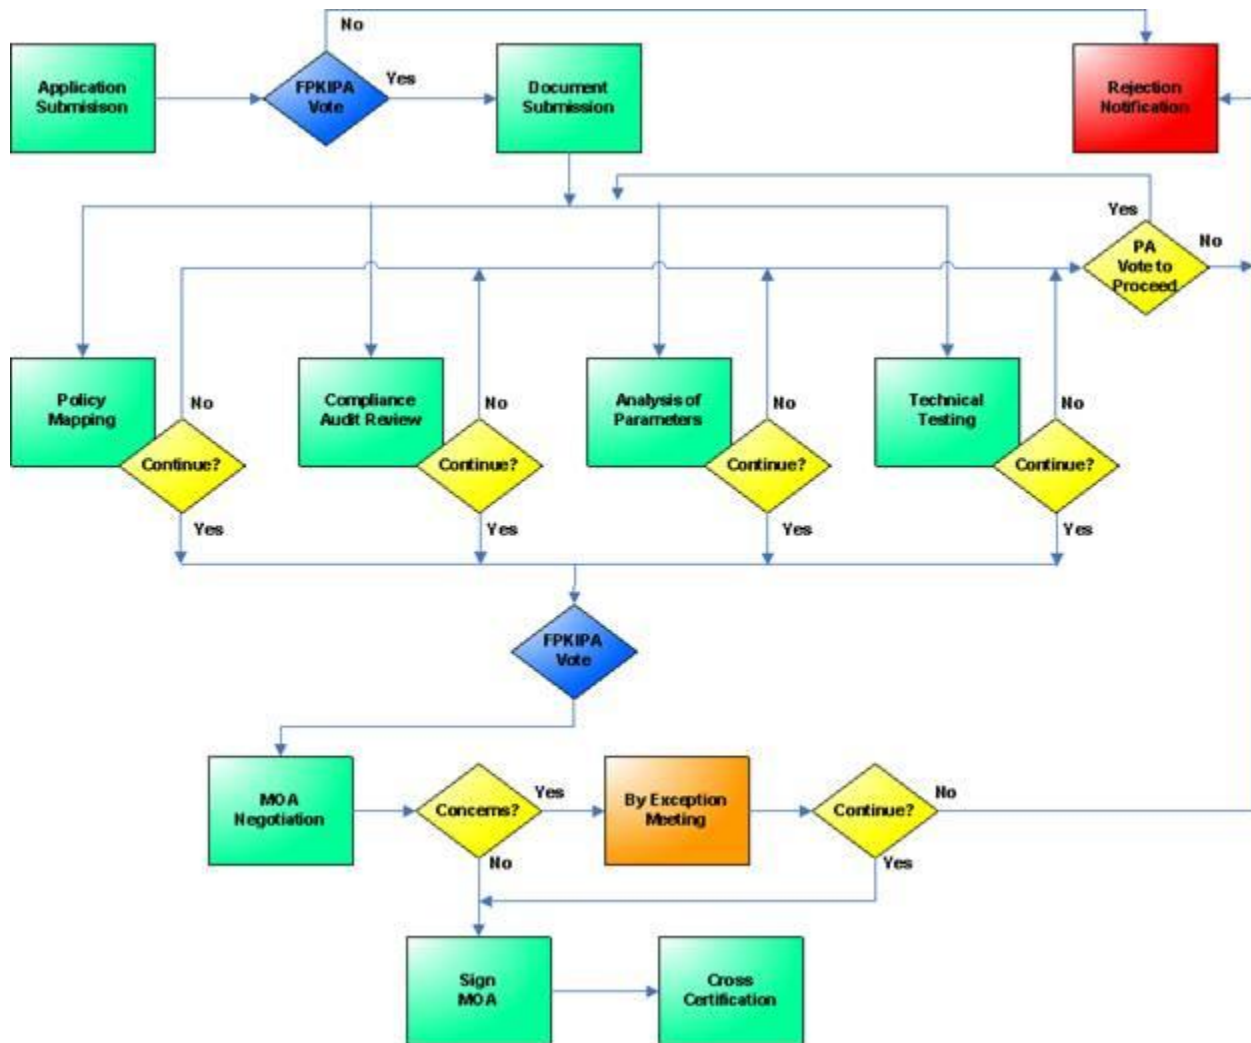 No
Application
Submisison
FPKIPA
Vote
Yes
Document
Submission
Rejection
Notification
Yes
PA
Vote to
Proceed
No
Policy
Mapping
No
Continue?
Yes
Compliance
Audit Review
No
Continue?
Yes
Analysis of
Parameters
No
Continue?
Yes
Technical
Testing
No
Continue?
Yes
FPKIPA
Vote
MOA
Negotiation
Concerns?
Yes
No
By Exception
Meeting
Continue?
No
Yes
Sign
MOA
Cross
Certification